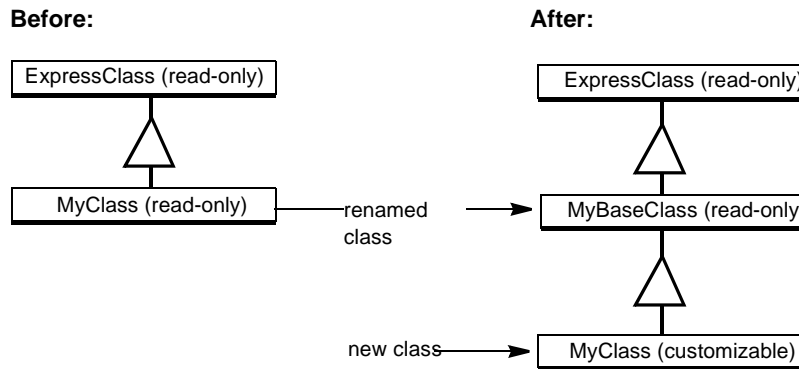 Before:
After:
ExpressClass (read-only)
ExpressClass (read-only)
MyClass (read-only)
renamed
class
MyBaseClass (read-only
new class
MyClass (customizable)